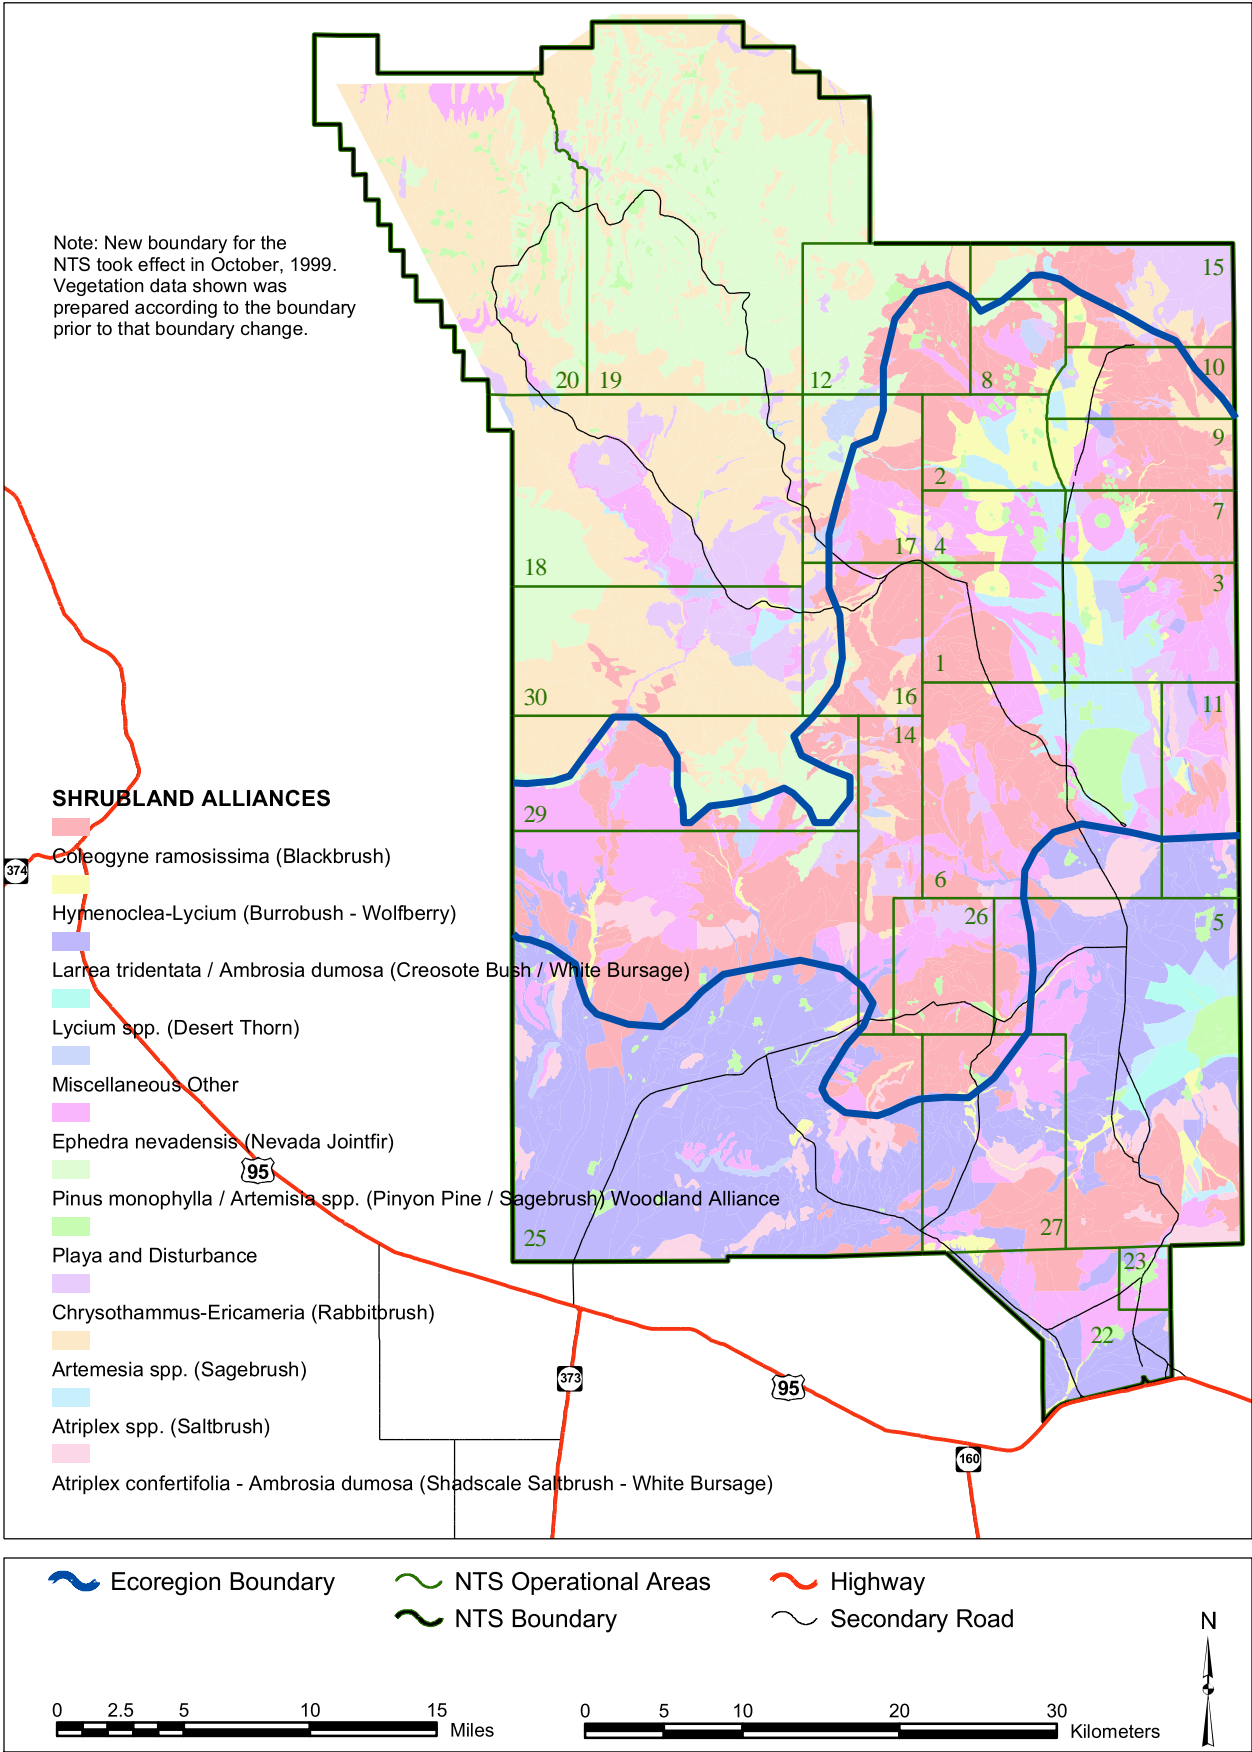 Note: New boundary for the
NTS took effect in October, 1999.
Vegetation data shown was
prepared according to the boundary
prior to that boundary change.
15
20
19
12
8
10
9
2
7
18
17
4
3
1
30
16
11
14
29
6
26
5
25
27
23
22
SHRUBLAND ALLIANCES
Coleogyne ramosissima (Blackbrush)
Hymenoclea-Lycium (Burrobush - Wolfberry)
Larrea tridentata / Ambrosia dumosa (Creosote Bush / White Bursage)
Lycium spp. (Desert Thorn)
Miscellaneous Other
Ephedra nevadensis (Nevada Jointfir)
Pinus monophylla / Artemisia spp. (Pinyon Pine / Sagebrush) Woodland Alliance
Playa and Disturbance
Chrysothammus-Ericameria (Rabbitbrush)
Artemesia spp. (Sagebrush)
Atriplex spp. (Saltbrush)
Atriplex confertifolia - Ambrosia dumosa (Shadscale Saltbrush - White Bursage)
374
95
373
95
160
Ecoregion Boundary
NTS Operational Areas
Highway
NTS Boundary
Secondary Road
N
0 2.5 5 10 15
Miles
0 5 10 20 30
Kilometers